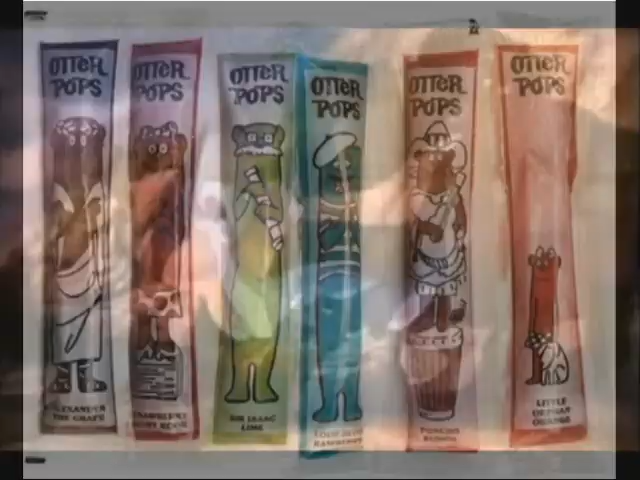 OTTER
POPS
OTTER
POPS
OTTER
POPS
OTTER
POPS
OTTER
POPS
OTTER
POPS
ALEXANDER
THE GRAPE
SIR ISAAC
LIME
LITTLE
ORPHAN
ORANGE